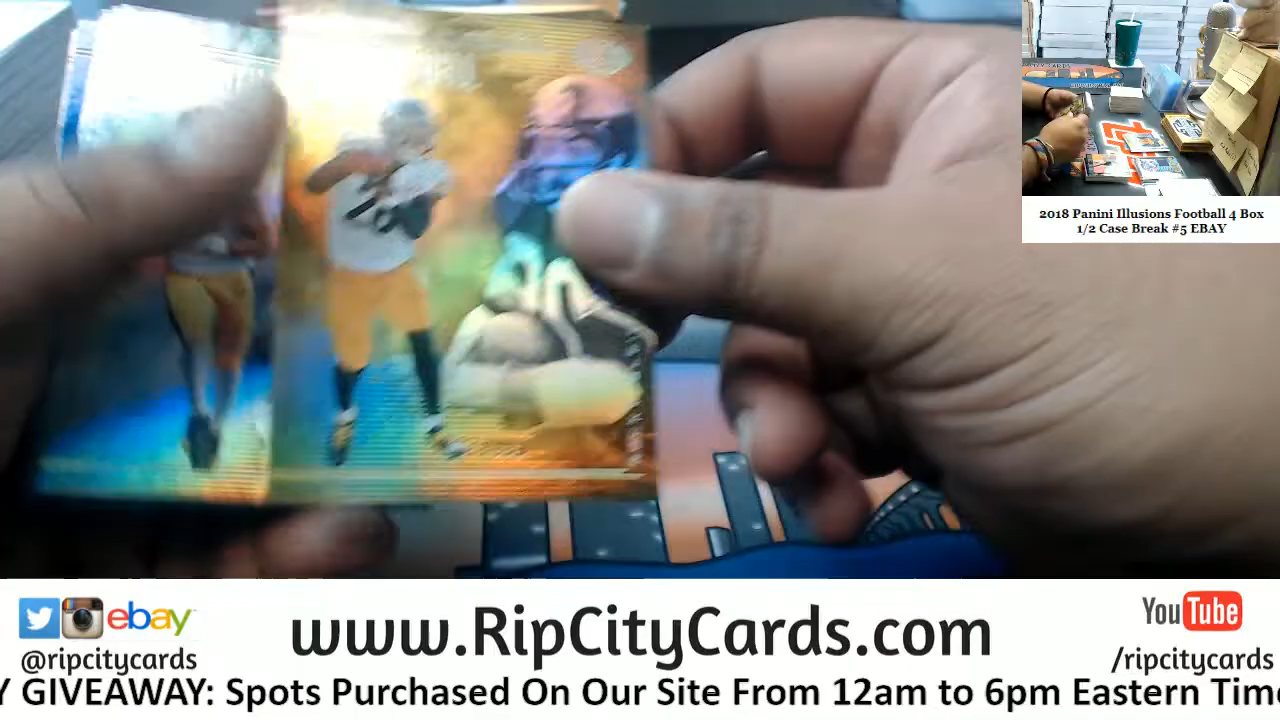 2018 Panini Illusions Football 4 Box
1/2 Case Break #5 EBAY
ebay
@ripcitycards
www.RipCityCards.com
YouTube
/ripcitycards
Y GIVEAWAY: Spots Purchased On Our Site From 12am to 6pm Eastern Time